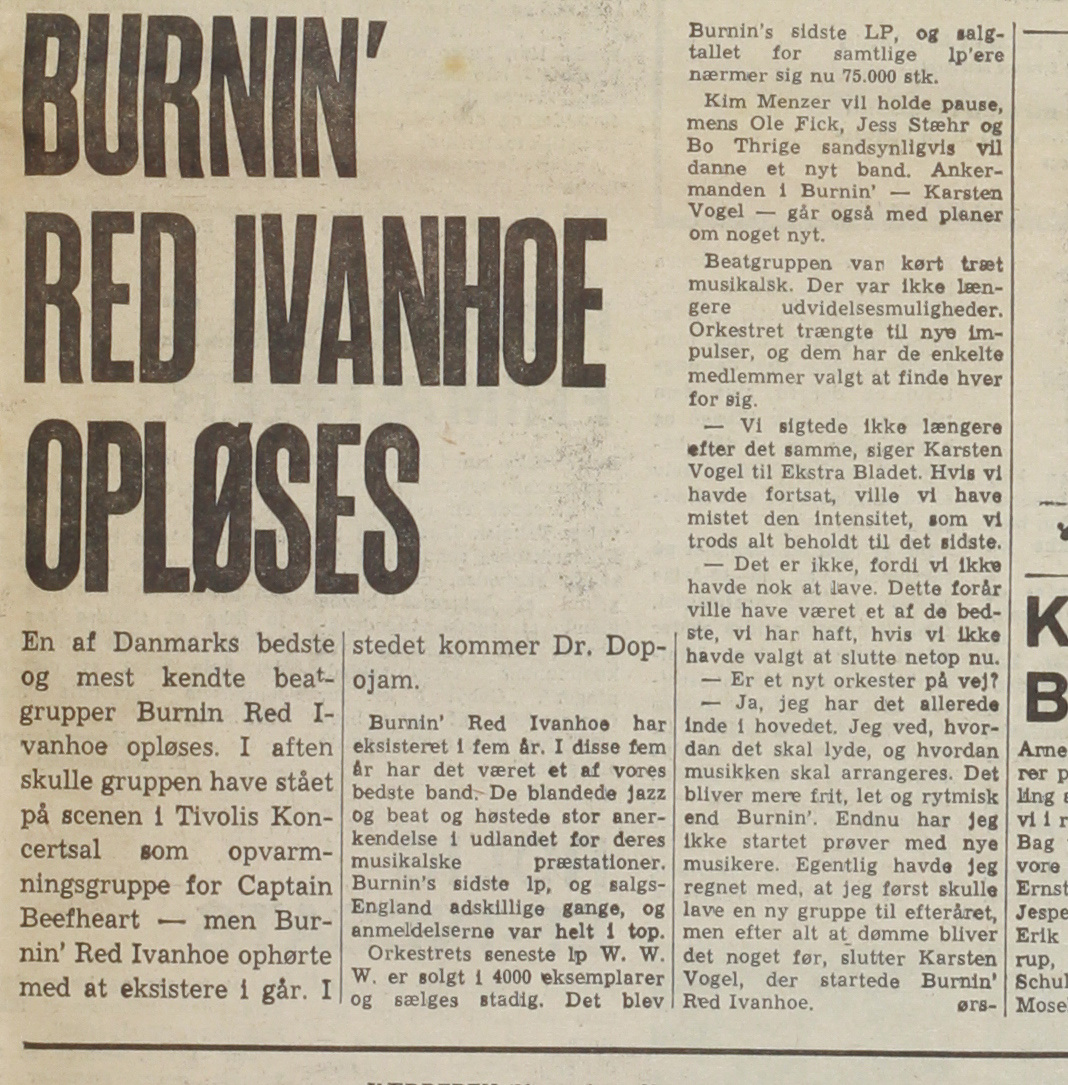 BURNIN'
RED IVANHOE
OPLØSES
En af Danmarks bedste
og mest kendte beat-
grupper Burnin Red I-
vanhoe opløses. I aften
skulle gruppen have stået
på scenen i Tivolis Kon-
certsal som opvarm-
ningsgruppe for Captain
Beefheart — men Bur-
nin' Red Ivanhoe ophørte
med at eksistere i går. I
stedet kommer Dr. Dop-
ojam.
Burnin' Red Ivanhoe har
eksisteret i fem år. I disse fem
år har det været et af vores
bedste band. De blandede jazz
og beat og høstede stor aner-
kendelse i udlandet for deres
musikalske præstationer.
Burnin's sidste lp, og salgs-
England adskillige gange, og
anmeldelserne var helt i top.
Orkestrets seneste lp W. W.
W. er solgt i 4000 eksemplarer
og sælges stadig. Det blev
Burnin's sidste LP, og salg-
tallet for samtlige lp'ere
nærmer sig nu 75.000 stk.
Kim Menzer vil holde pause,
mens Ole Fick, Jess Stæhr og
Bo Thrige sandsynligvis vil
danne et nyt band. Anker-
manden i Burnin' — Karsten
Vogel — går også med planer
om noget nyt.
Beatgruppen var kørt træt
musikalsk. Der var ikke læn-
gere udvidelsesmuligheder.
Orkestret trængte til nye im-
pulser, og dem har de enkelte
medlemmer valgt at finde hver
for sig.
— Vi sigtede ikke længere
efter det samme, siger Karsten
Vogel til Ekstra Bladet. Hvis vi
havde fortsat, ville vi have
mistet den intensitet, som vi
trods alt beholdt til det sidste.
— Det er ikke, fordi vi ikke
havde nok at lave. Dette forår
ville have været et af de bed-
ste, vi har haft, hvis vi ikke
havde valgt at slutte netop nu.
— Er et nyt orkester på vej?
— Ja, jeg har det allerede
inde i hovedet. Jeg ved, hvor-
dan det skal lyde, og hvordan
musikken skal arrangeres. Det
bliver mere frit, let og rytmisk
end Burnin'. Endnu har jeg
ikke startet prøver med nye
musikere. Egentlig havde jeg
regnet med, at jeg først skulle
lave en ny gruppe til efteråret,
men efter alt at dømme bliver
det noget før, slutter Karsten
Vogel, der startede Burnin'
Red Ivanhoe. ørs-
K
B
Arne
rer p
ling s
vi i r
Bag
vore
Ernst
Jespe
Erik
rup,
Schul
Mose